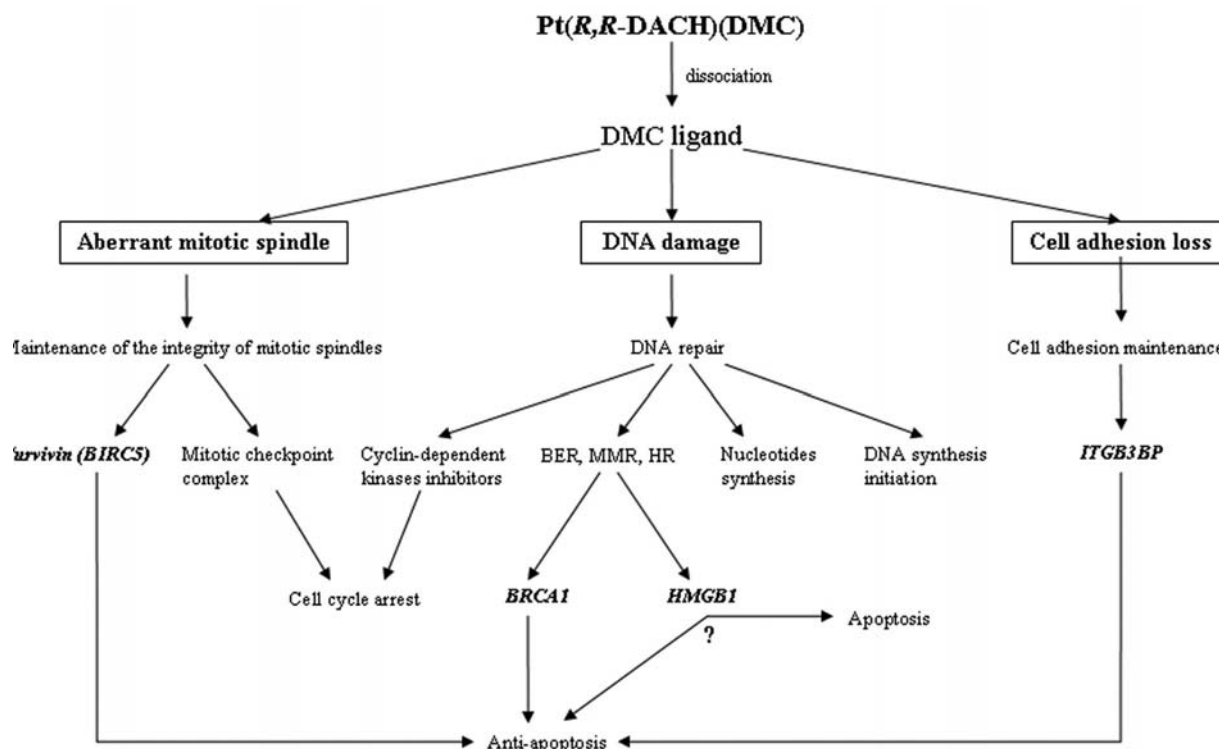 Pt(R,R-DACH)(DMC)
dissociation
DMC ligand
Aberrant mitotic spindle
DNA damage
Cell adhesion loss
of the integrity of mitotic spindles
DNA repair
Cell adhesion maintenance
(BIRC5)
Mitotic checkpoint
complex
Cyclin-dependent
kinases inhibitors
BER, MMR, HR
Nucleotides
synthesis
DNA synthesis
initiation
ITGB3BP
Cell cycle arrest
BRCA1
HMGB1
?
Apoptosis
Anti-apoptosis